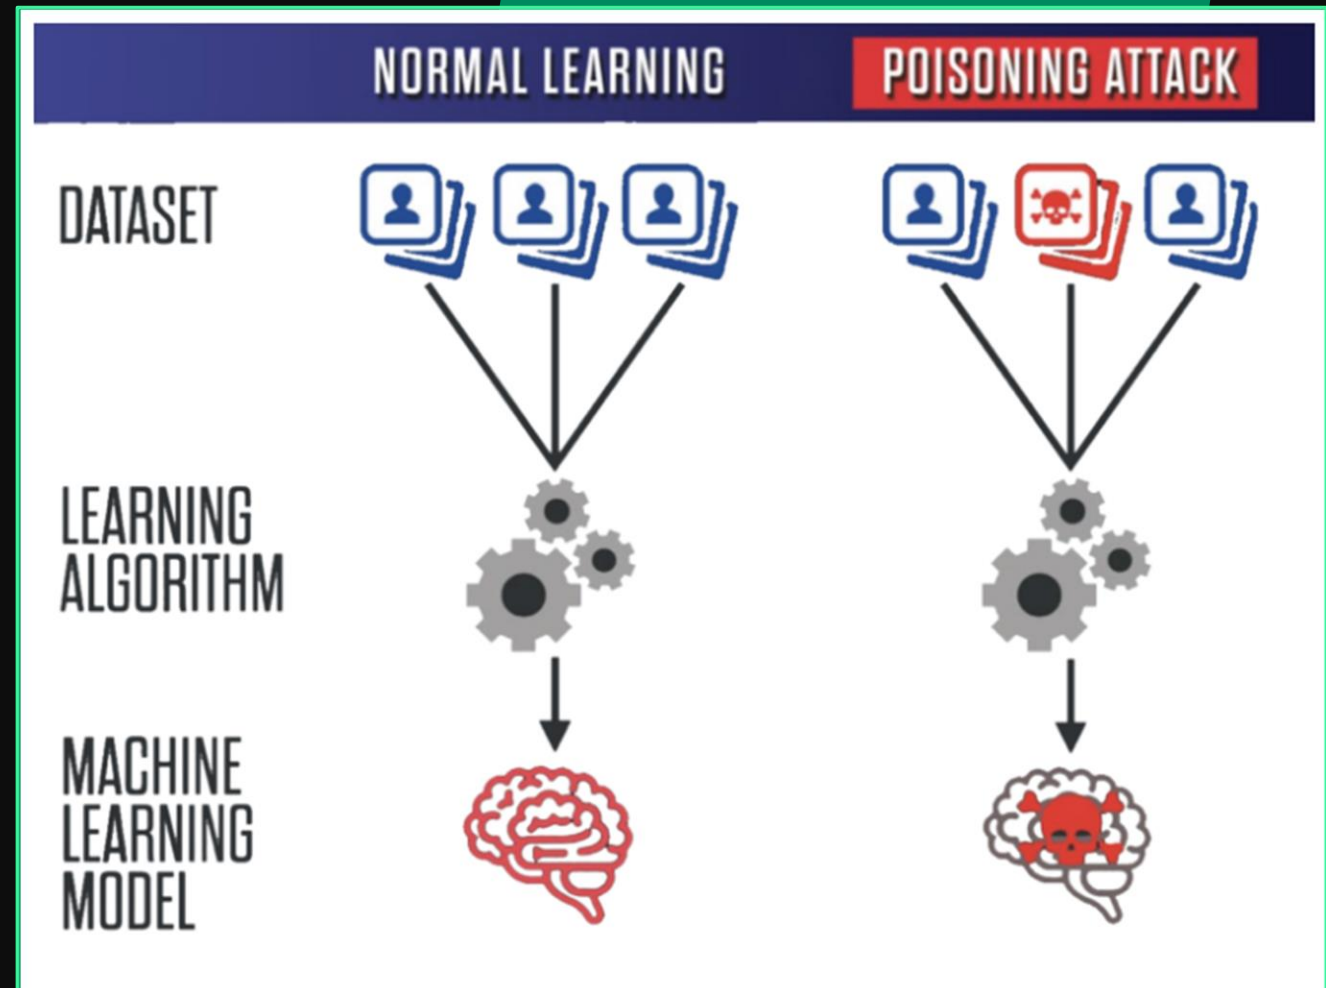 NORMAL LEARNING
POISONING ATTACK
DATASET
LEARNING
ALGORITHM
MACHINE
LEARNING
MODEL